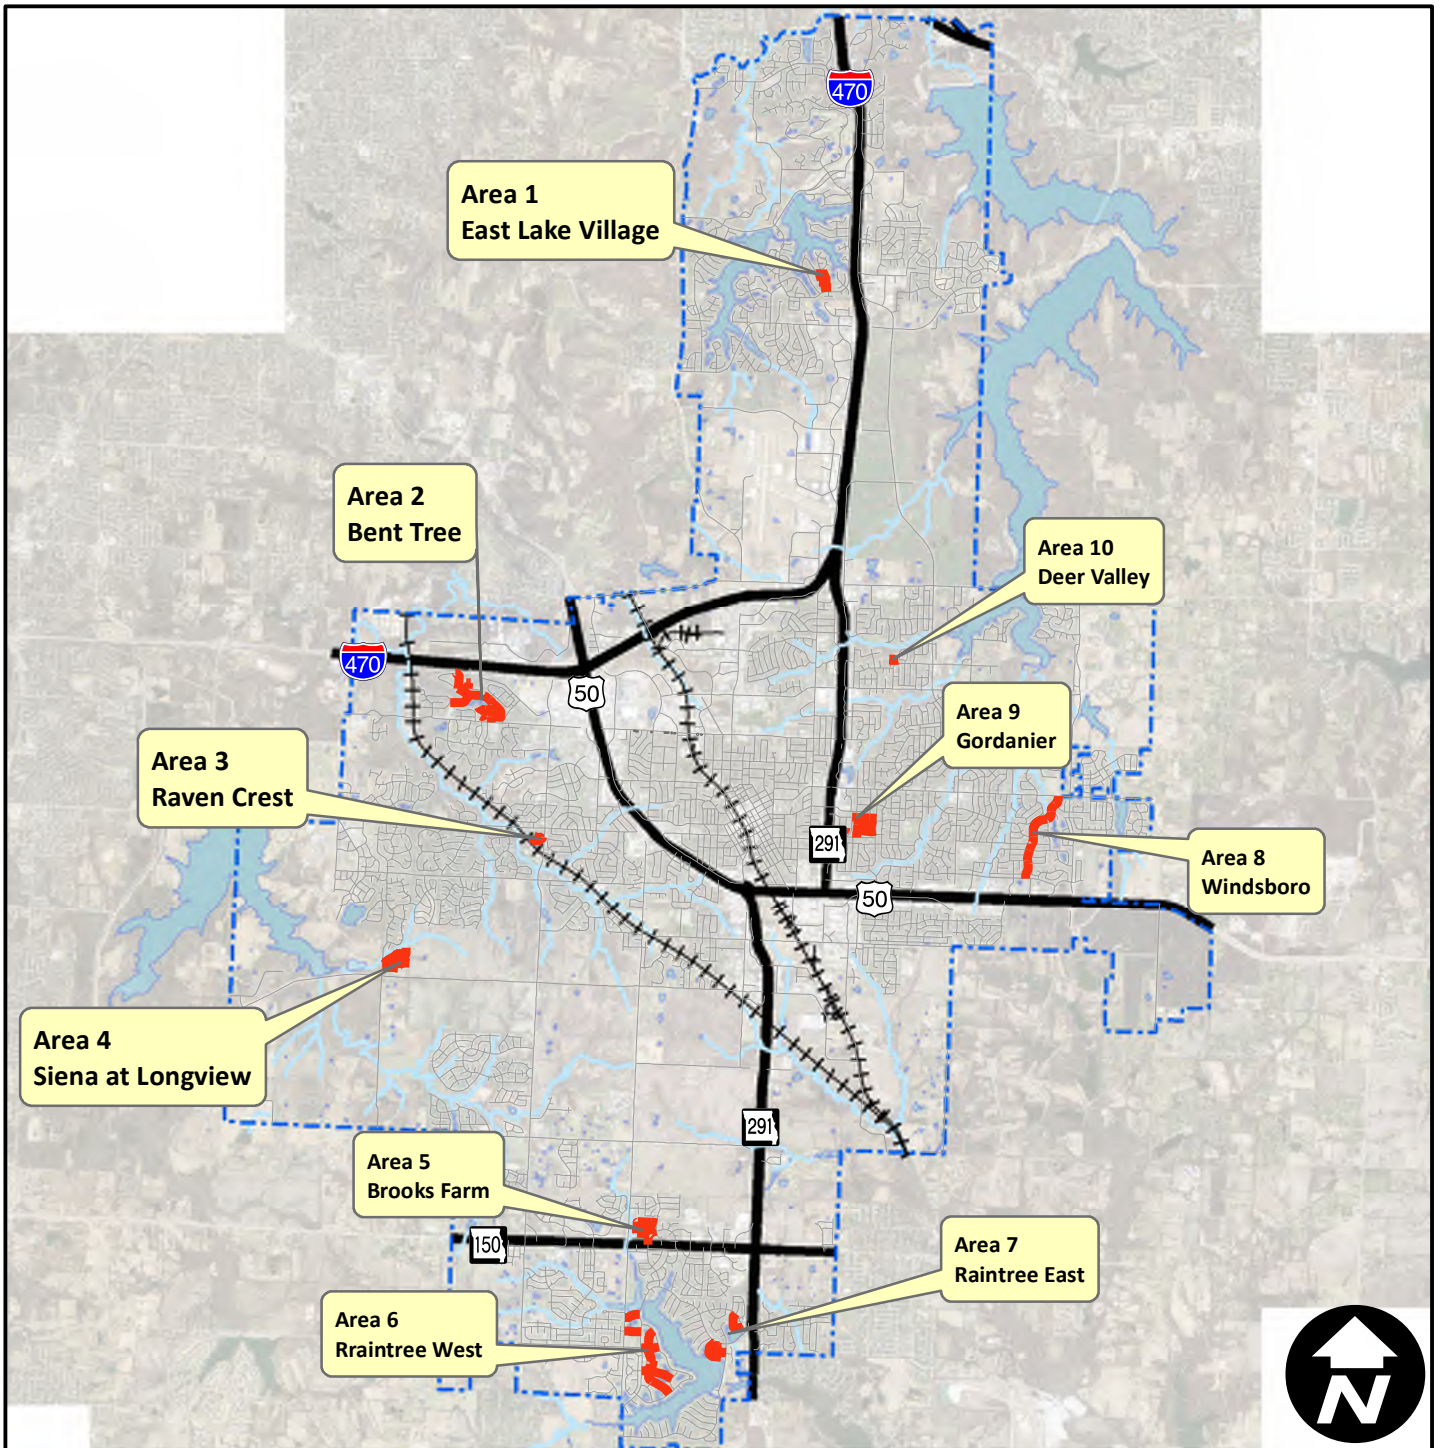 470
Area 1
East Lake Village
Area 2
Bent Tree
Area 10
Deer Valley
470
50
Area 9
Gordanier
Area 3
Raven Crest
291
Area 8
Windsboro
50
Area 4
Siena at Longview
291
Area 5
Brooks Farm
150
Area 7
Raintree East
Area 6
Rraintree West
N